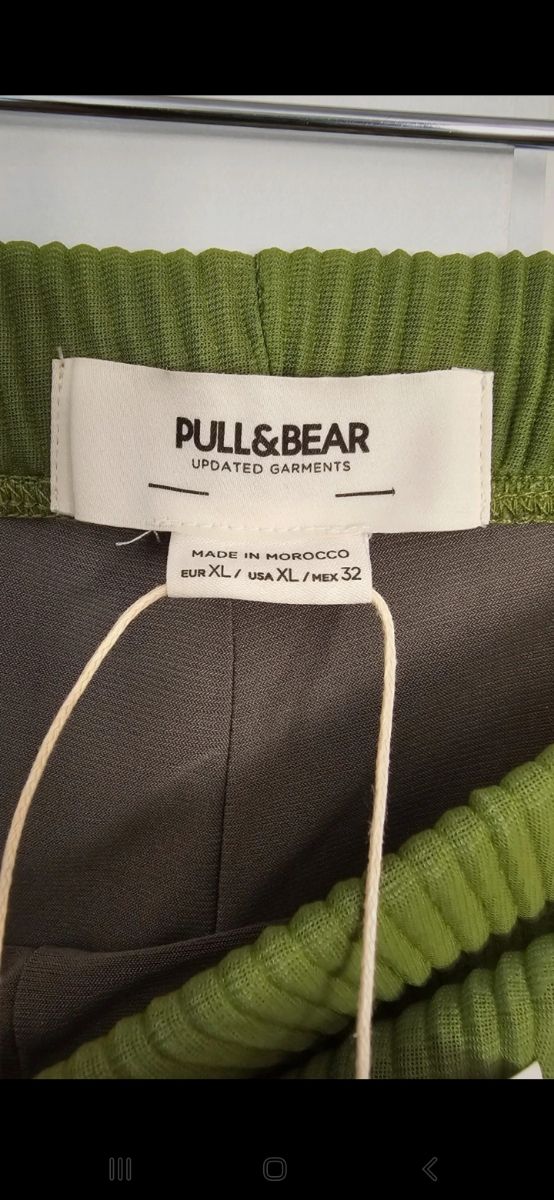 PULL&BEAR
UPDATED GARMENTS
MADE IN MOROCCO
EUR XL / USA XL / MEX 32